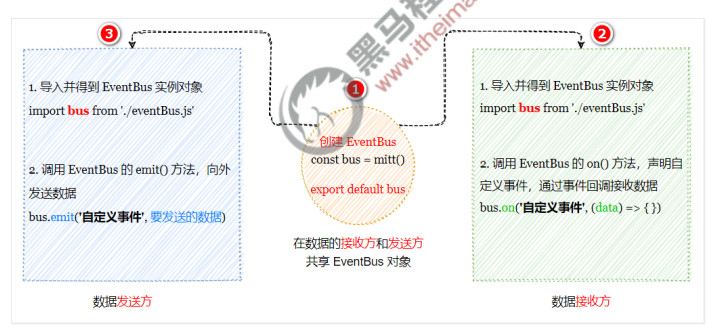 3
1
2
1. 导入并得到 EventBus 实例对象
import bus from './eventBus.js'
2. 调用 EventBus 的 emit() 方法，向外
发送数据
bus.emit('自定义事件', 要发送的数据)
数据发送方
创建 EventBus
const bus = mitt()
export default bus
在数据的接收方和发送方
共享 EventBus 对象
1. 导入并得到 EventBus 实例对象
import bus from './eventBus.js'
2. 调用 EventBus 的 on() 方法，声明自
定义事件，通过事件回调接收数据
bus.on('自定义事件', (data) => { })
数据接收方
黑马程
www.itheima